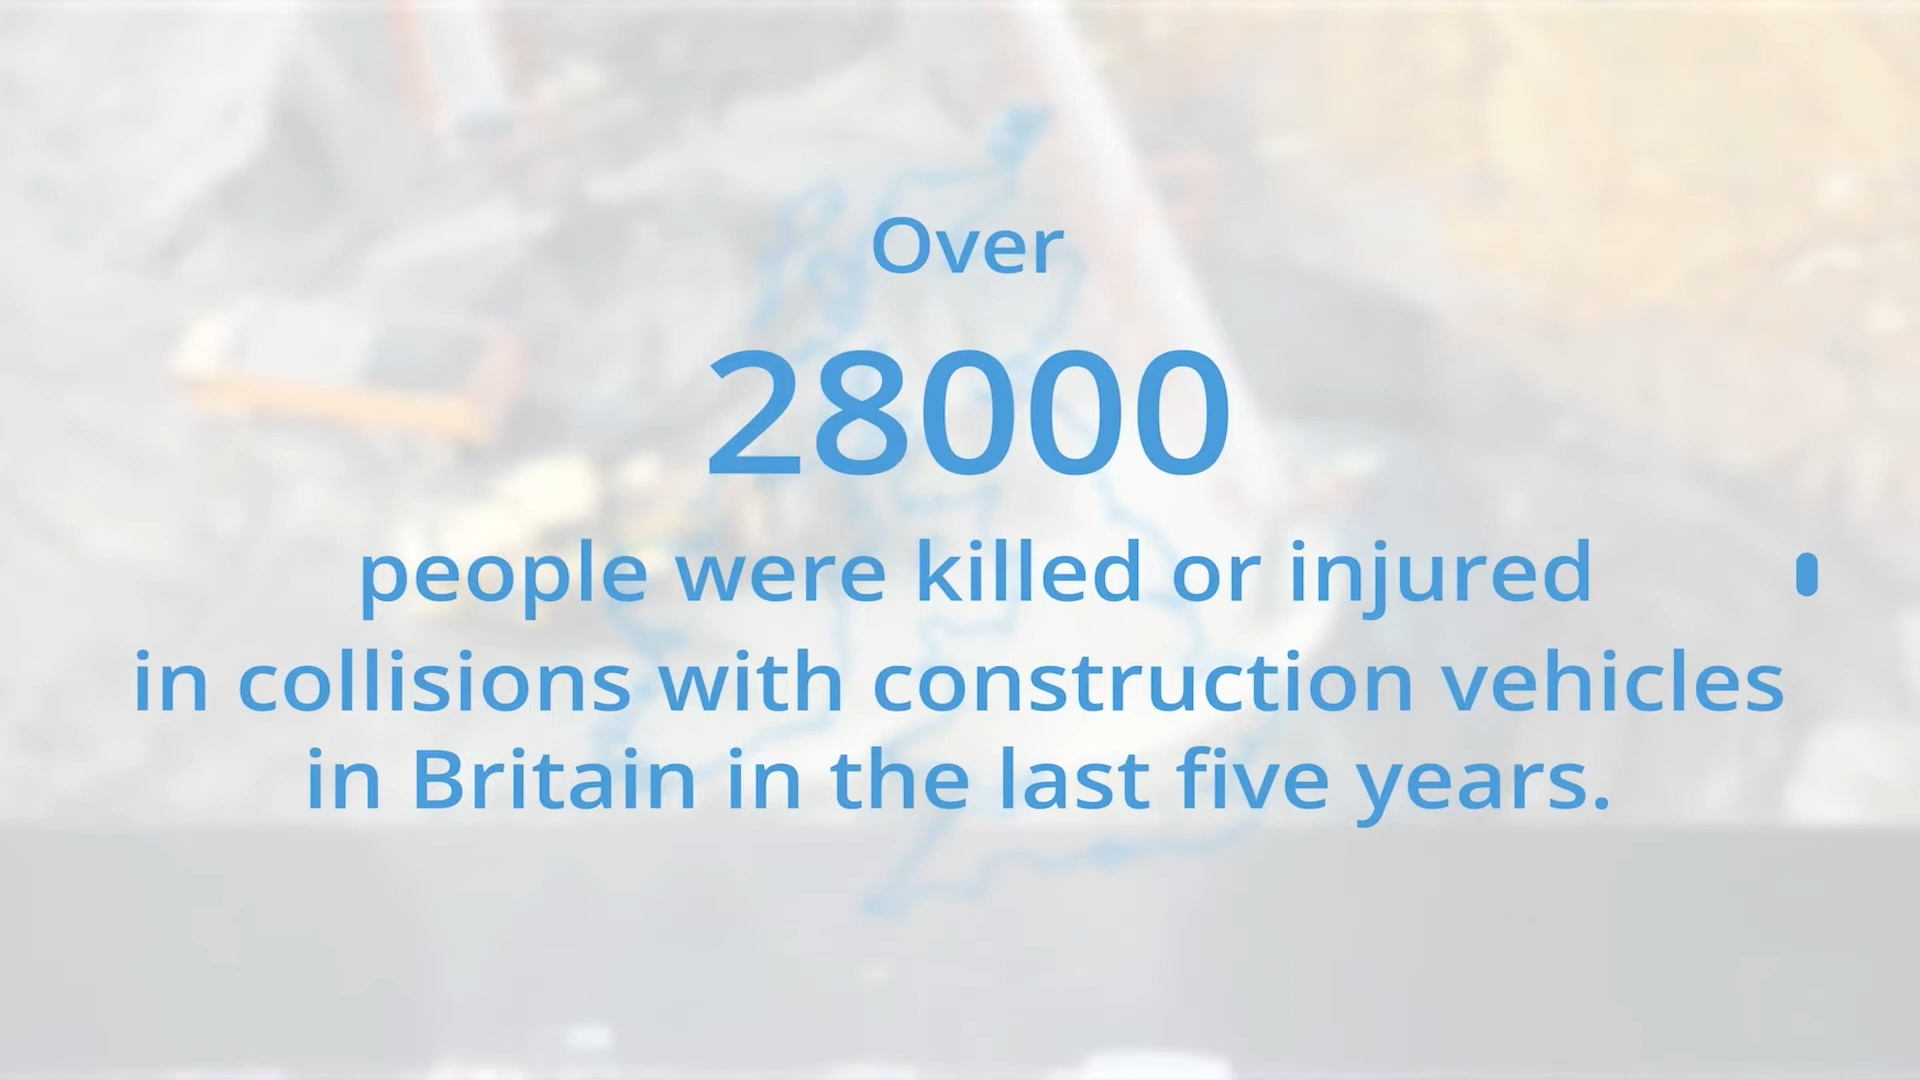 Over
28000
people were killed or injured
in collisions with construction vehicles
in Britain in the last five years.